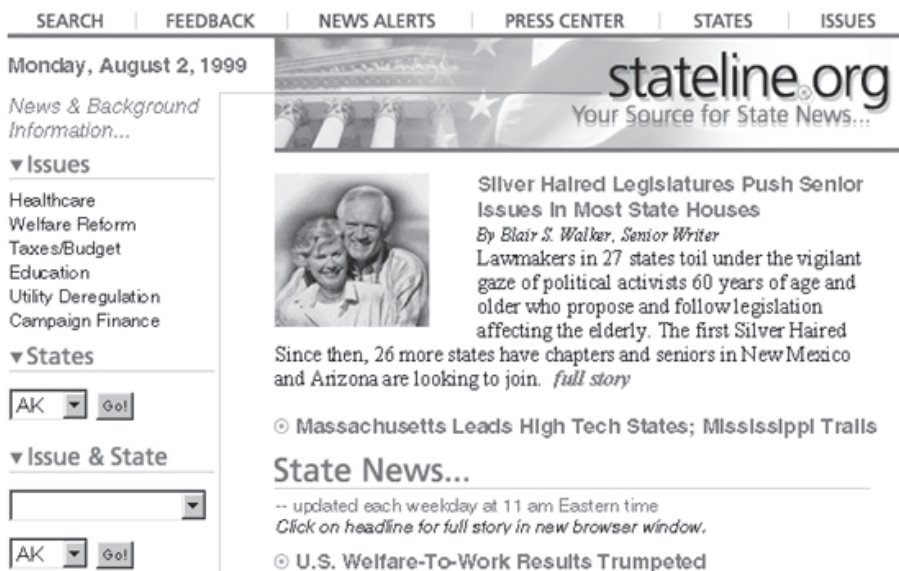 SEARCH FEEDBACK NEWS ALERTS PRESS CENTER STATES ISSUES
Monday, August 2, 1999
stateline.org
Your Source for State News...
News & Background
Information...
Issues
Healthcare
Welfare Reform
Taxes/Budget
Education
Utility Deregulation
Campaign Finance
States
AK Go!
Issue & State
AK Go!
Silver Haired Legislatures Push Senior
Issues In Most State Houses
By Blair S. Walker, Senior Writer
Lawmakers in 27 states toil under the vigilant
gaze of political activists 60 years of age and
older who propose and follow legislation
affecting the elderly. The first Silver Haired
Since then, 26 more states have chapters and seniors in New Mexico
and Arizona are looking to join. full story
Massachusetts Leads High Tech States; Mississippi Trails
State News...
-- updated each weekday at 11 am Eastern time
Click on headline for full story in new browser window.
U.S. Welfare-To-Work Results Trumpeted